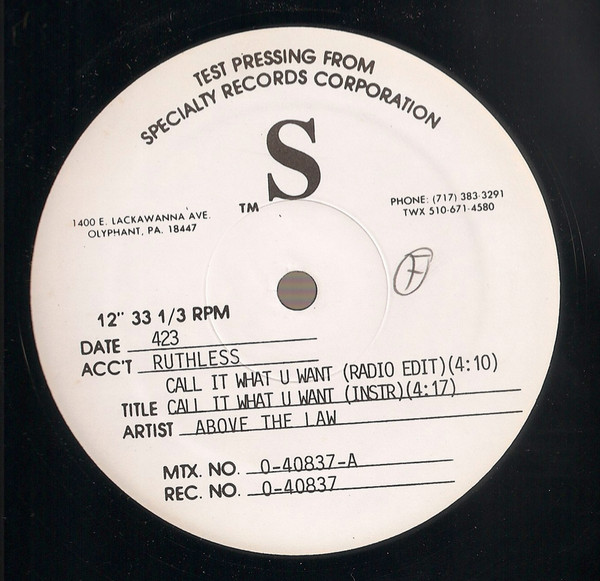 TEST PRESSING FROM
SPECIALTY RECORDS CORPORATION
S
TM
1400 E. LACKAWANNA AVE.
OLYPHANT, PA. 18447
PHONE: (717) 383-3291
TWX 510-671-4580
F
12" 33 1/3 RPM
DATE 423
ACC'T RUTHLESS
CALL IT WHAT U WANT (RADIO EDIT)(4:10)
TITLE CALL IT WHAT U WANT (INSTR)(4:17)
ARTIST ABOVE THE LAW
MTX. NO. 0-40837-A
REC. NO. 0-40837